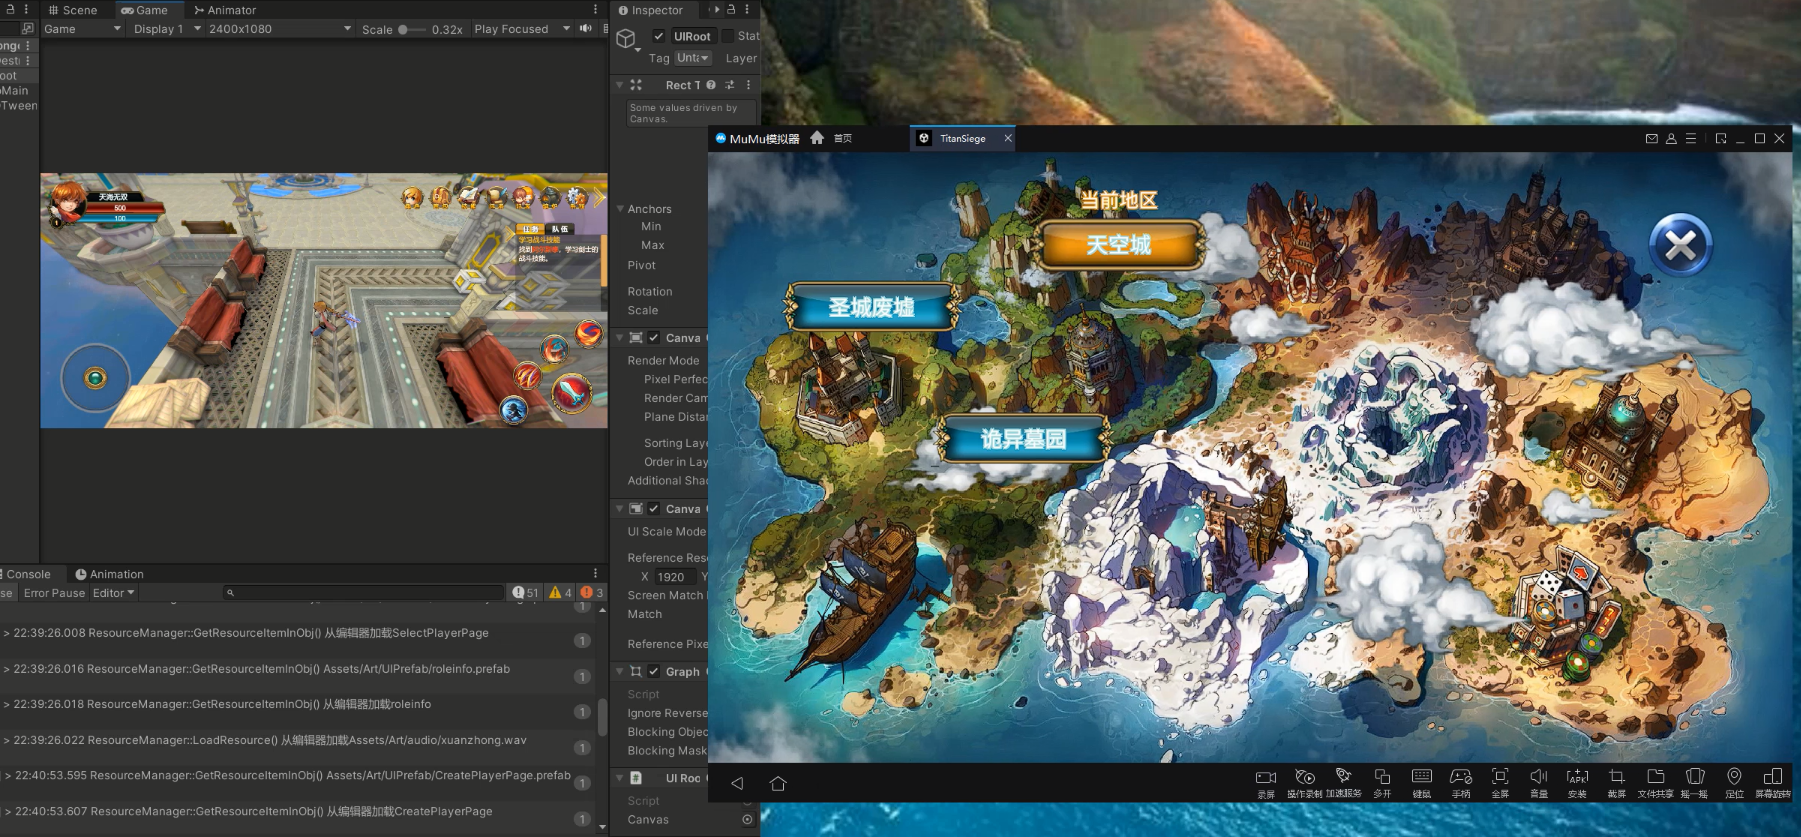 Scene
Game
Animator
Game
Display 1
2400x1080
Scale
0.32x
Play Focused
Inspector
UIRoot
Stat
Tag
Unta
Layer
Rect T
Some values driven by
Canvas.
Anchors
Min
Max
Pivot
Rotation
Scale
Canva
Render Mode
Pixel Perfec
Render Cam
Plane Distar
Sorting Laye
Order in Lay
Additional Shad
Canva
UI Scale Mode
Reference Reso
X 1920 Y
Screen Match
Match
Reference Pixe
Graph
Script
Ignore Reverse
Blocking Objec
Blocking Mask
UI Roo
Script
Canvas
oot
Main
Tween
天海无双
500
100
任务
队伍
学习战斗技能
学习剑士的
战斗技能。
Console
Animation
se
Error Pause
Editor
51
4
3
> 22:39:26.008 ResourceManager::GetResourceItemInObj() 从编辑器加载SelectPlayerPage
1
> 22:39:26.016 ResourceManager::GetResourceItemInObj() Assets/Art/UIPrefab/roleinfo.prefab
1
> 22:39:26.018 ResourceManager::GetResourceItemInObj() 从编辑器加载roleinfo
1
> 22:39:26.022 ResourceManager::LoadResource() 从编辑器加载Assets/Art/audio/xuanzhong.wav
1
> 22:40:53.595 ResourceManager::GetResourceItemInObj() Assets/Art/UIPrefab/CreatePlayerPage.prefab
1
> 22:40:53.607 ResourceManager::GetResourceItemInObj() 从编辑器加载CreatePlayerPage
1
MuMu模拟器
首页
TitanSiege
当前地区
天空城
圣城废墟
诡异墓园
录屏
操作录制
加速服务
多开
键鼠
手柄
全屏
音量
安装
截屏
文件共享
摇一摇
定位
屏幕旋转